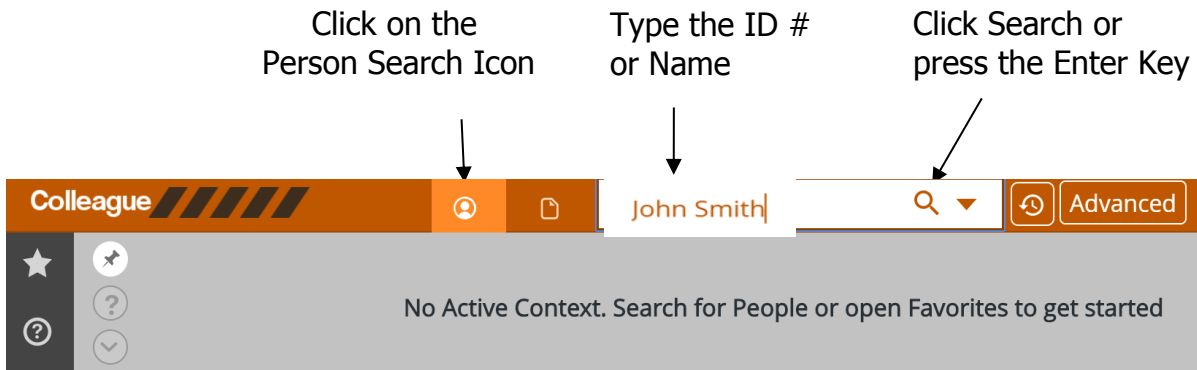 Click on the
Person Search Icon
Type the ID #
or Name
Click Search or
press the Enter Key
Colleague
John Smith
Advanced
No Active Context. Search for People or open Favorites to get started